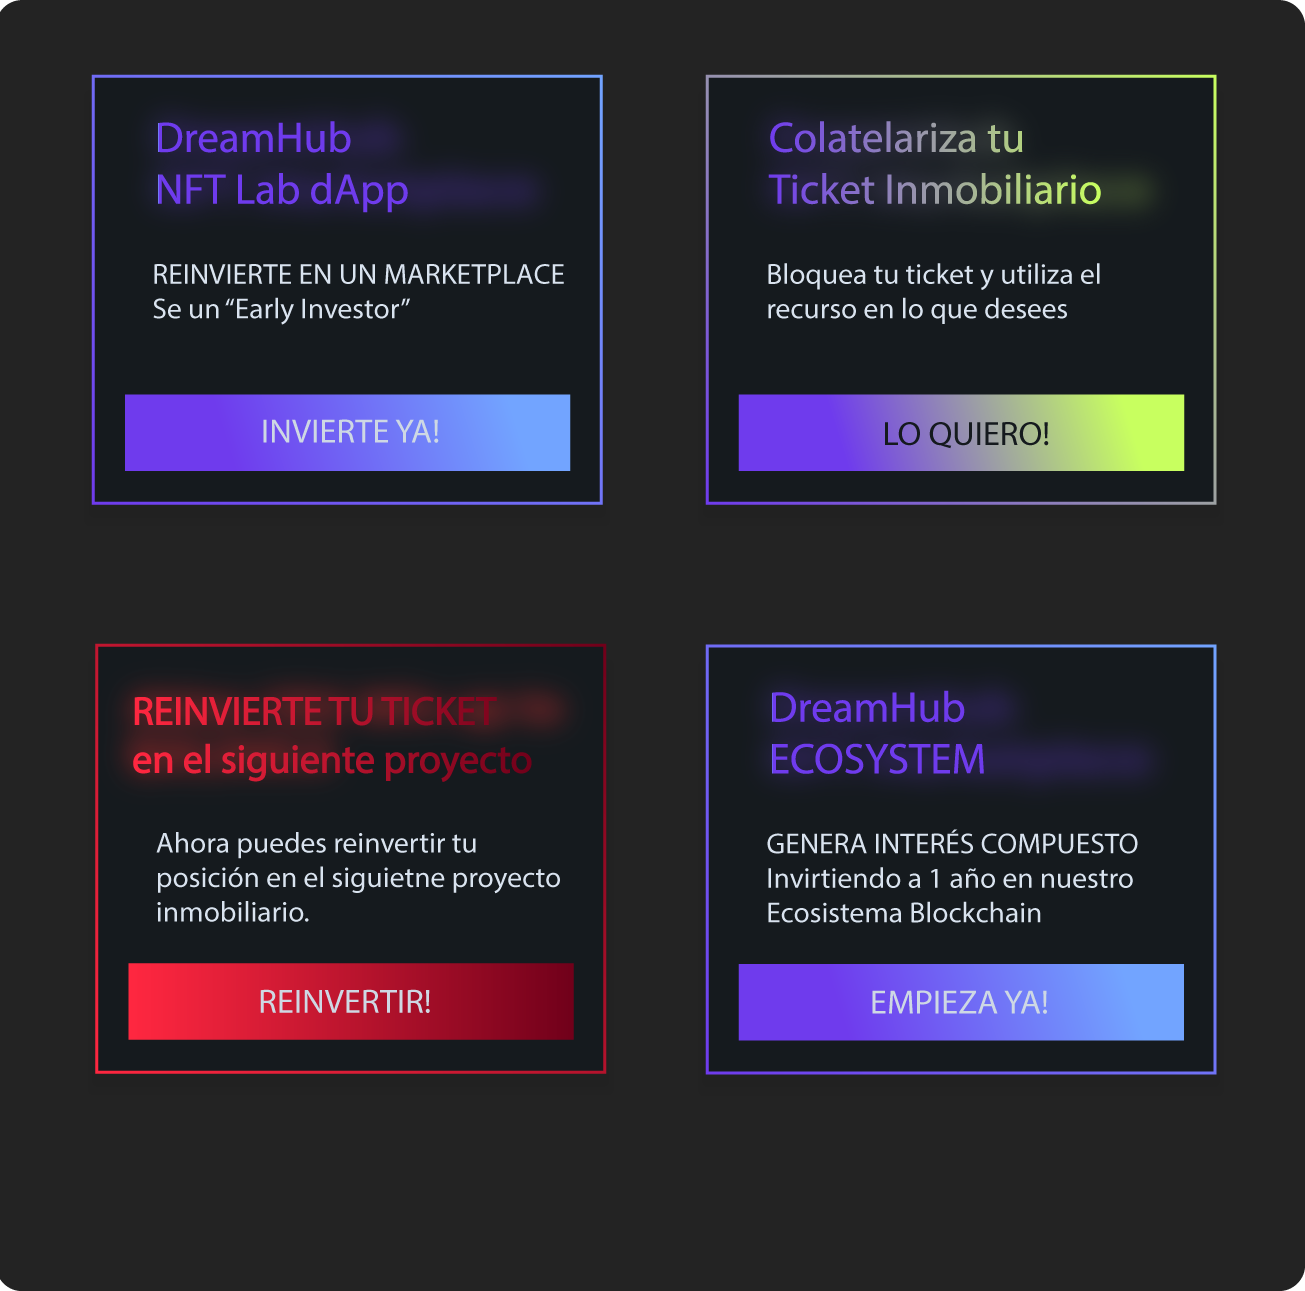 DreamHub
NFT Lab dApp
REINVIERTE EN UN MARKETPLACE
Se un “Early Investor”
INVIERTE YA!
Colatelariza tu
Ticket Inmobiliario
Bloquea tu ticket y utiliza el
recurso en lo que desees
LO QUIERO!
REINVIERTE TU TICKET
en el siguiente proyecto
Ahora puedes reinvertir tu
posición en el siguietne proyecto
inmobiliario.
REINVERTIR!
DreamHub
ECOSYSTEM
GENERA INTERÉS COMPUESTO
Invirtiendo a 1 año en nuestro
Ecosistema Blockchain
EMPIEZA YA!